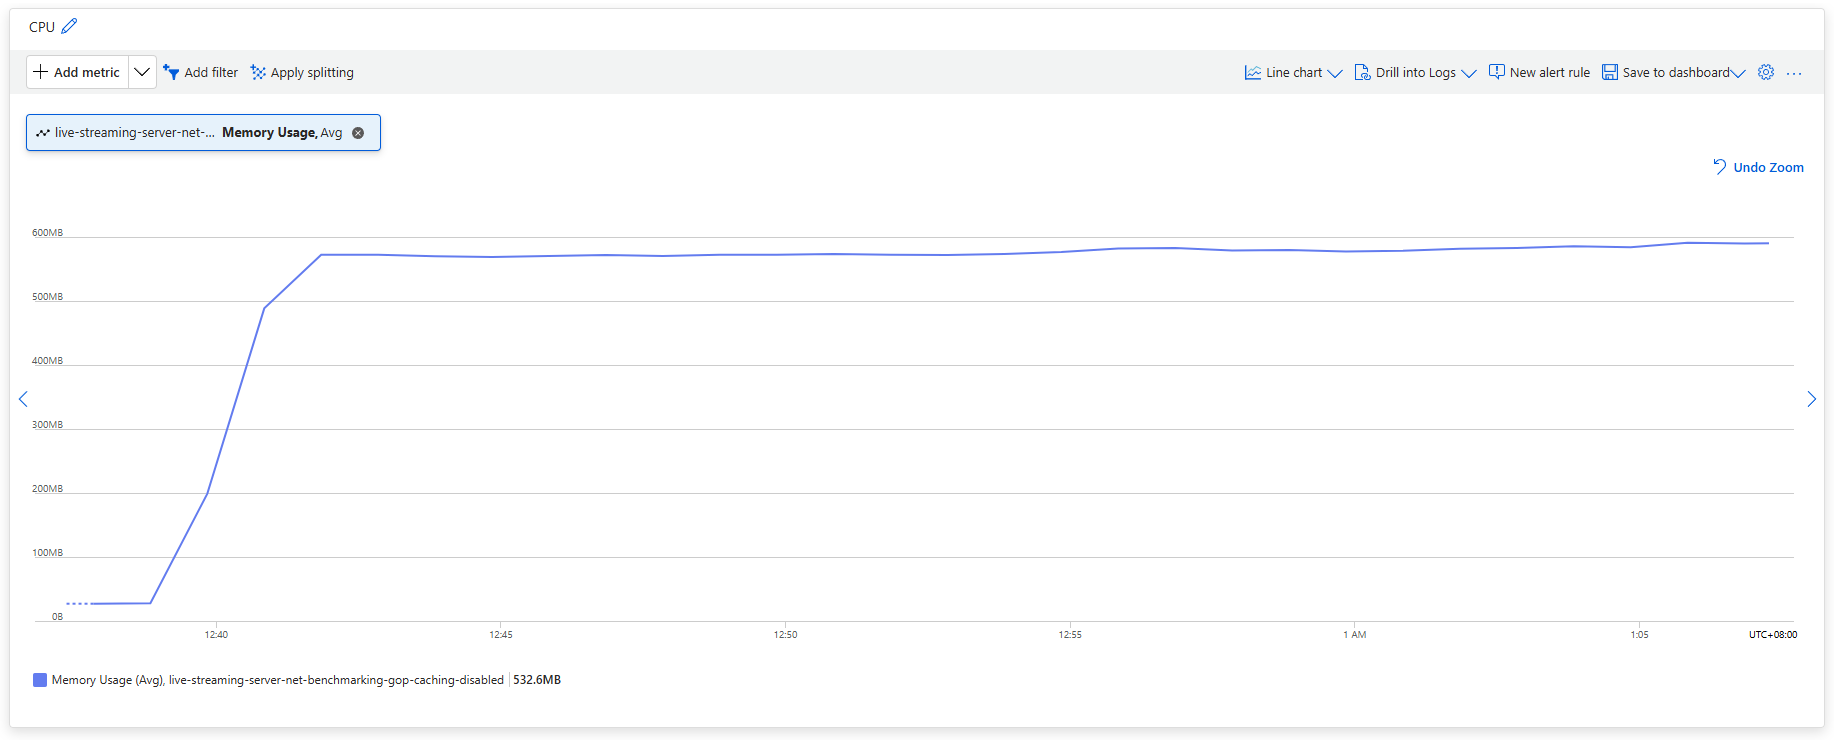 CPU
Add metric Add filter Apply splitting Line chart Drill into Logs New alert rule Save to dashboard ...
live-streaming-server-net-... Memory Usage, Avg
Undo Zoom
600MB
500MB
400MB
300MB
200MB
100MB
0B
12:40 12:45 12:50 12:55 1 AM 1:05 UTC+08:00
Memory Usage (Avg), live-streaming-server-net-benchmarking-gop-caching-disabled 532.6MB